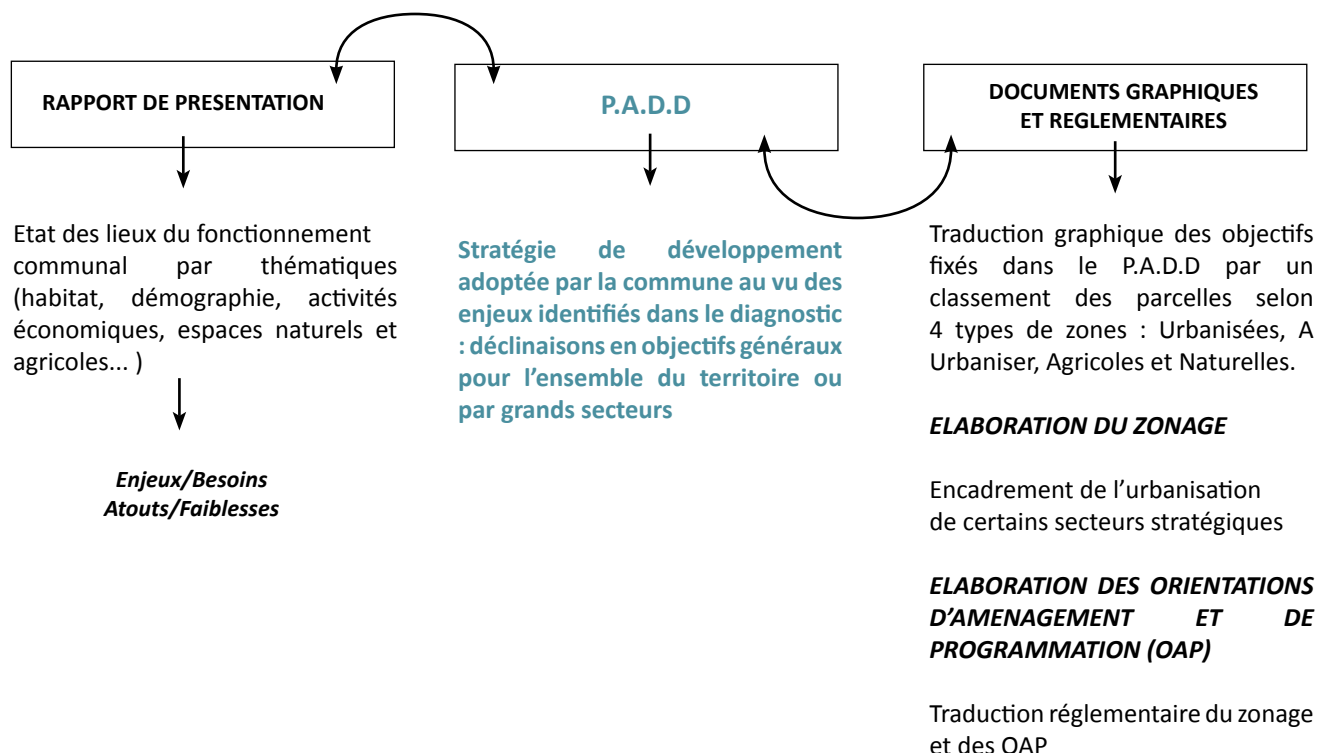 RAPPORT DE PRESENTATION
Etat des lieux du fonctionnement
communal par thématiques
(habitat, démographie, activités
économiques, espaces naturels et
agricoles... )
Enjeux/Besoins
Atouts/Faiblesses
P.A.D.D
Stratégie de développement
adoptée par la commune au vu des
enjeux identifiés dans le diagnostic
: déclinaisons en objectifs généraux
pour l’ensemble du territoire ou
par grands secteurs
DOCUMENTS GRAPHIQUES
ET REGLEMENTAIRES
Traduction graphique des objectifs
fixés dans le P.A.D.D par un
classement des parcelles selon
4 types de zones : Urbanisées, A
Urbaniser, Agricoles et Naturelles.
ELABORATION DU ZONAGE
Encadrement de l’urbanisation
de certains secteurs stratégiques
ELABORATION DES ORIENTATIONS
D’AMENAGEMENT ET DE
PROGRAMMATION (OAP)
Traduction réglementaire du zonage
et des OAP